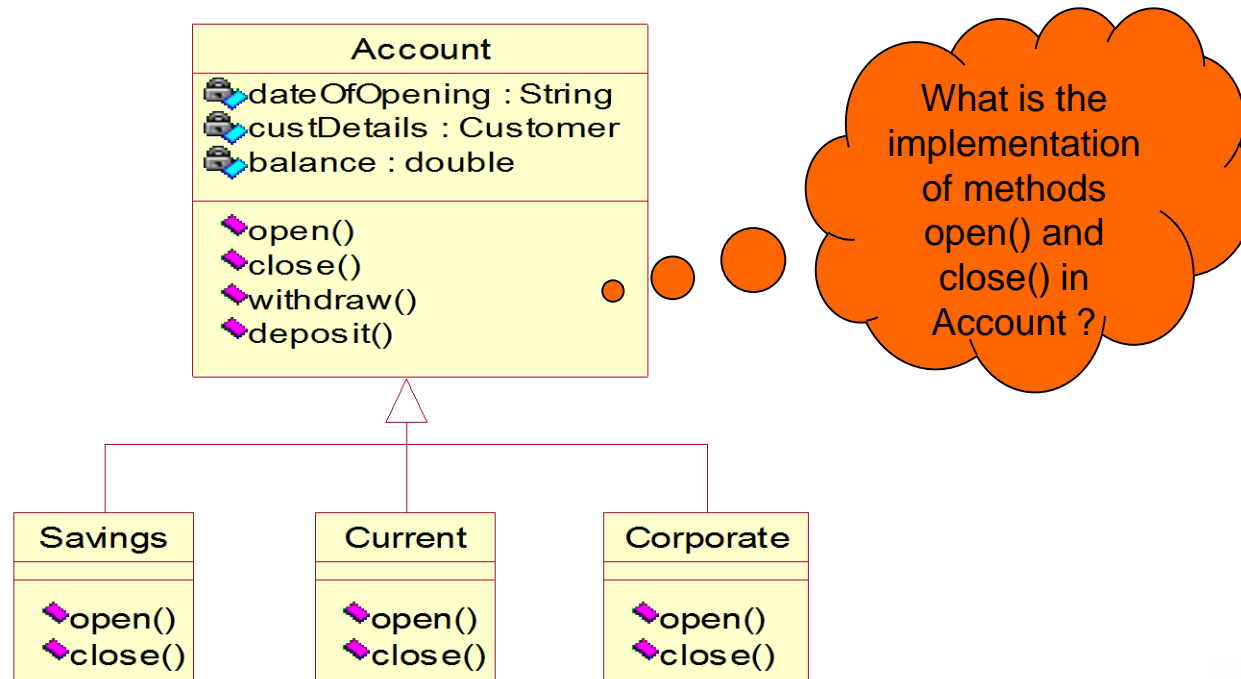 Account
dateOfOpening : String
custDetails : Customer
balance : double
open()
close()
withdraw()
deposit()
What is the
implementation
of methods
open() and
close() in
Account ?
Savings
open()
close()
Current
open()
close()
Corporate
open()
close()